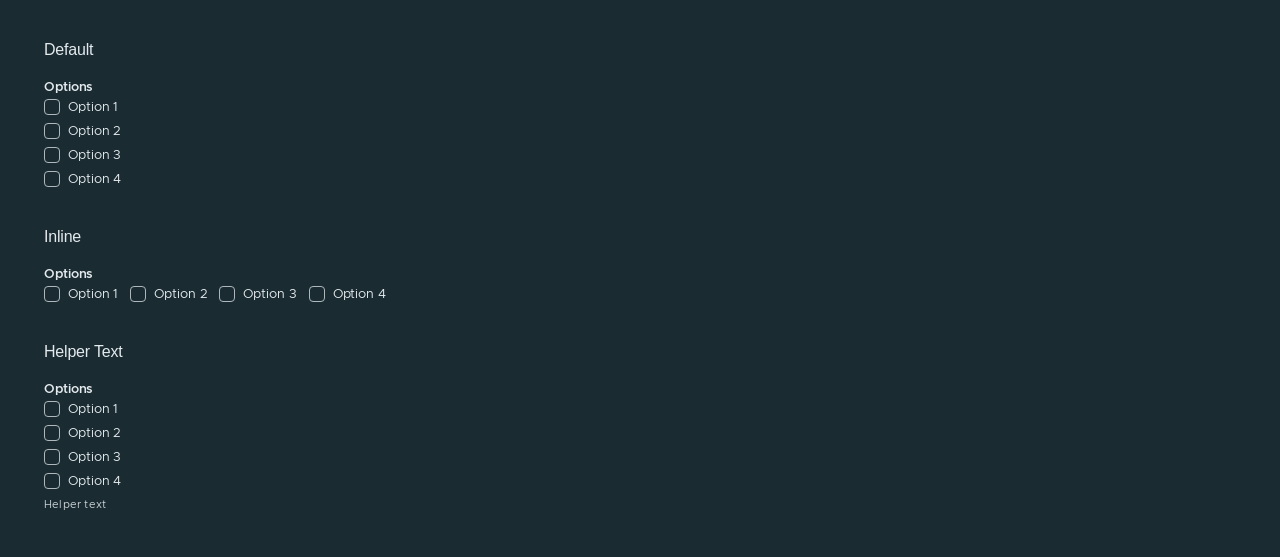 Default
Options
Option 1
Option 2
Option 3
Option 4
Inline
Options
Option 1 Option 2 Option 3 Option 4
Helper Text
Options
Option 1
Option 2
Option 3
Option 4
Helper text